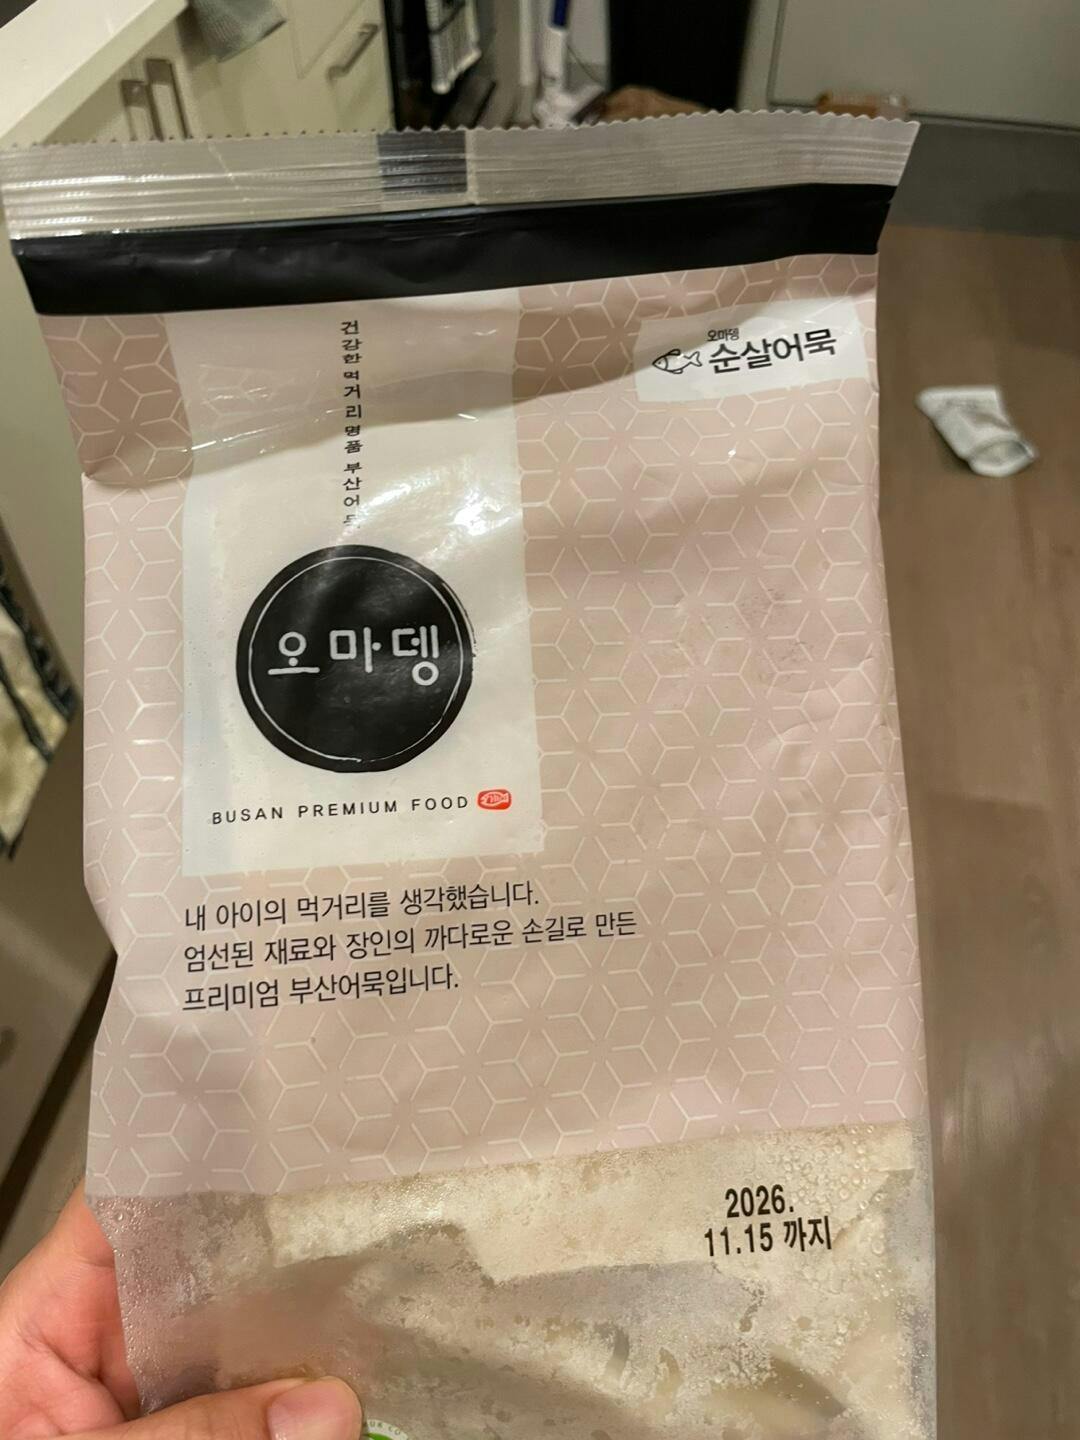 건강한 먹거리 명품 부산어묵
오마뎅
순살어묵
오마뎅
BUSAN PREMIUM FOOD
내 아이의 먹거리를 생각했습니다.
엄선된 재료와 장인의 까다로운 손길로 만든
프리미엄 부산어묵입니다.
2026.
11.15 까지